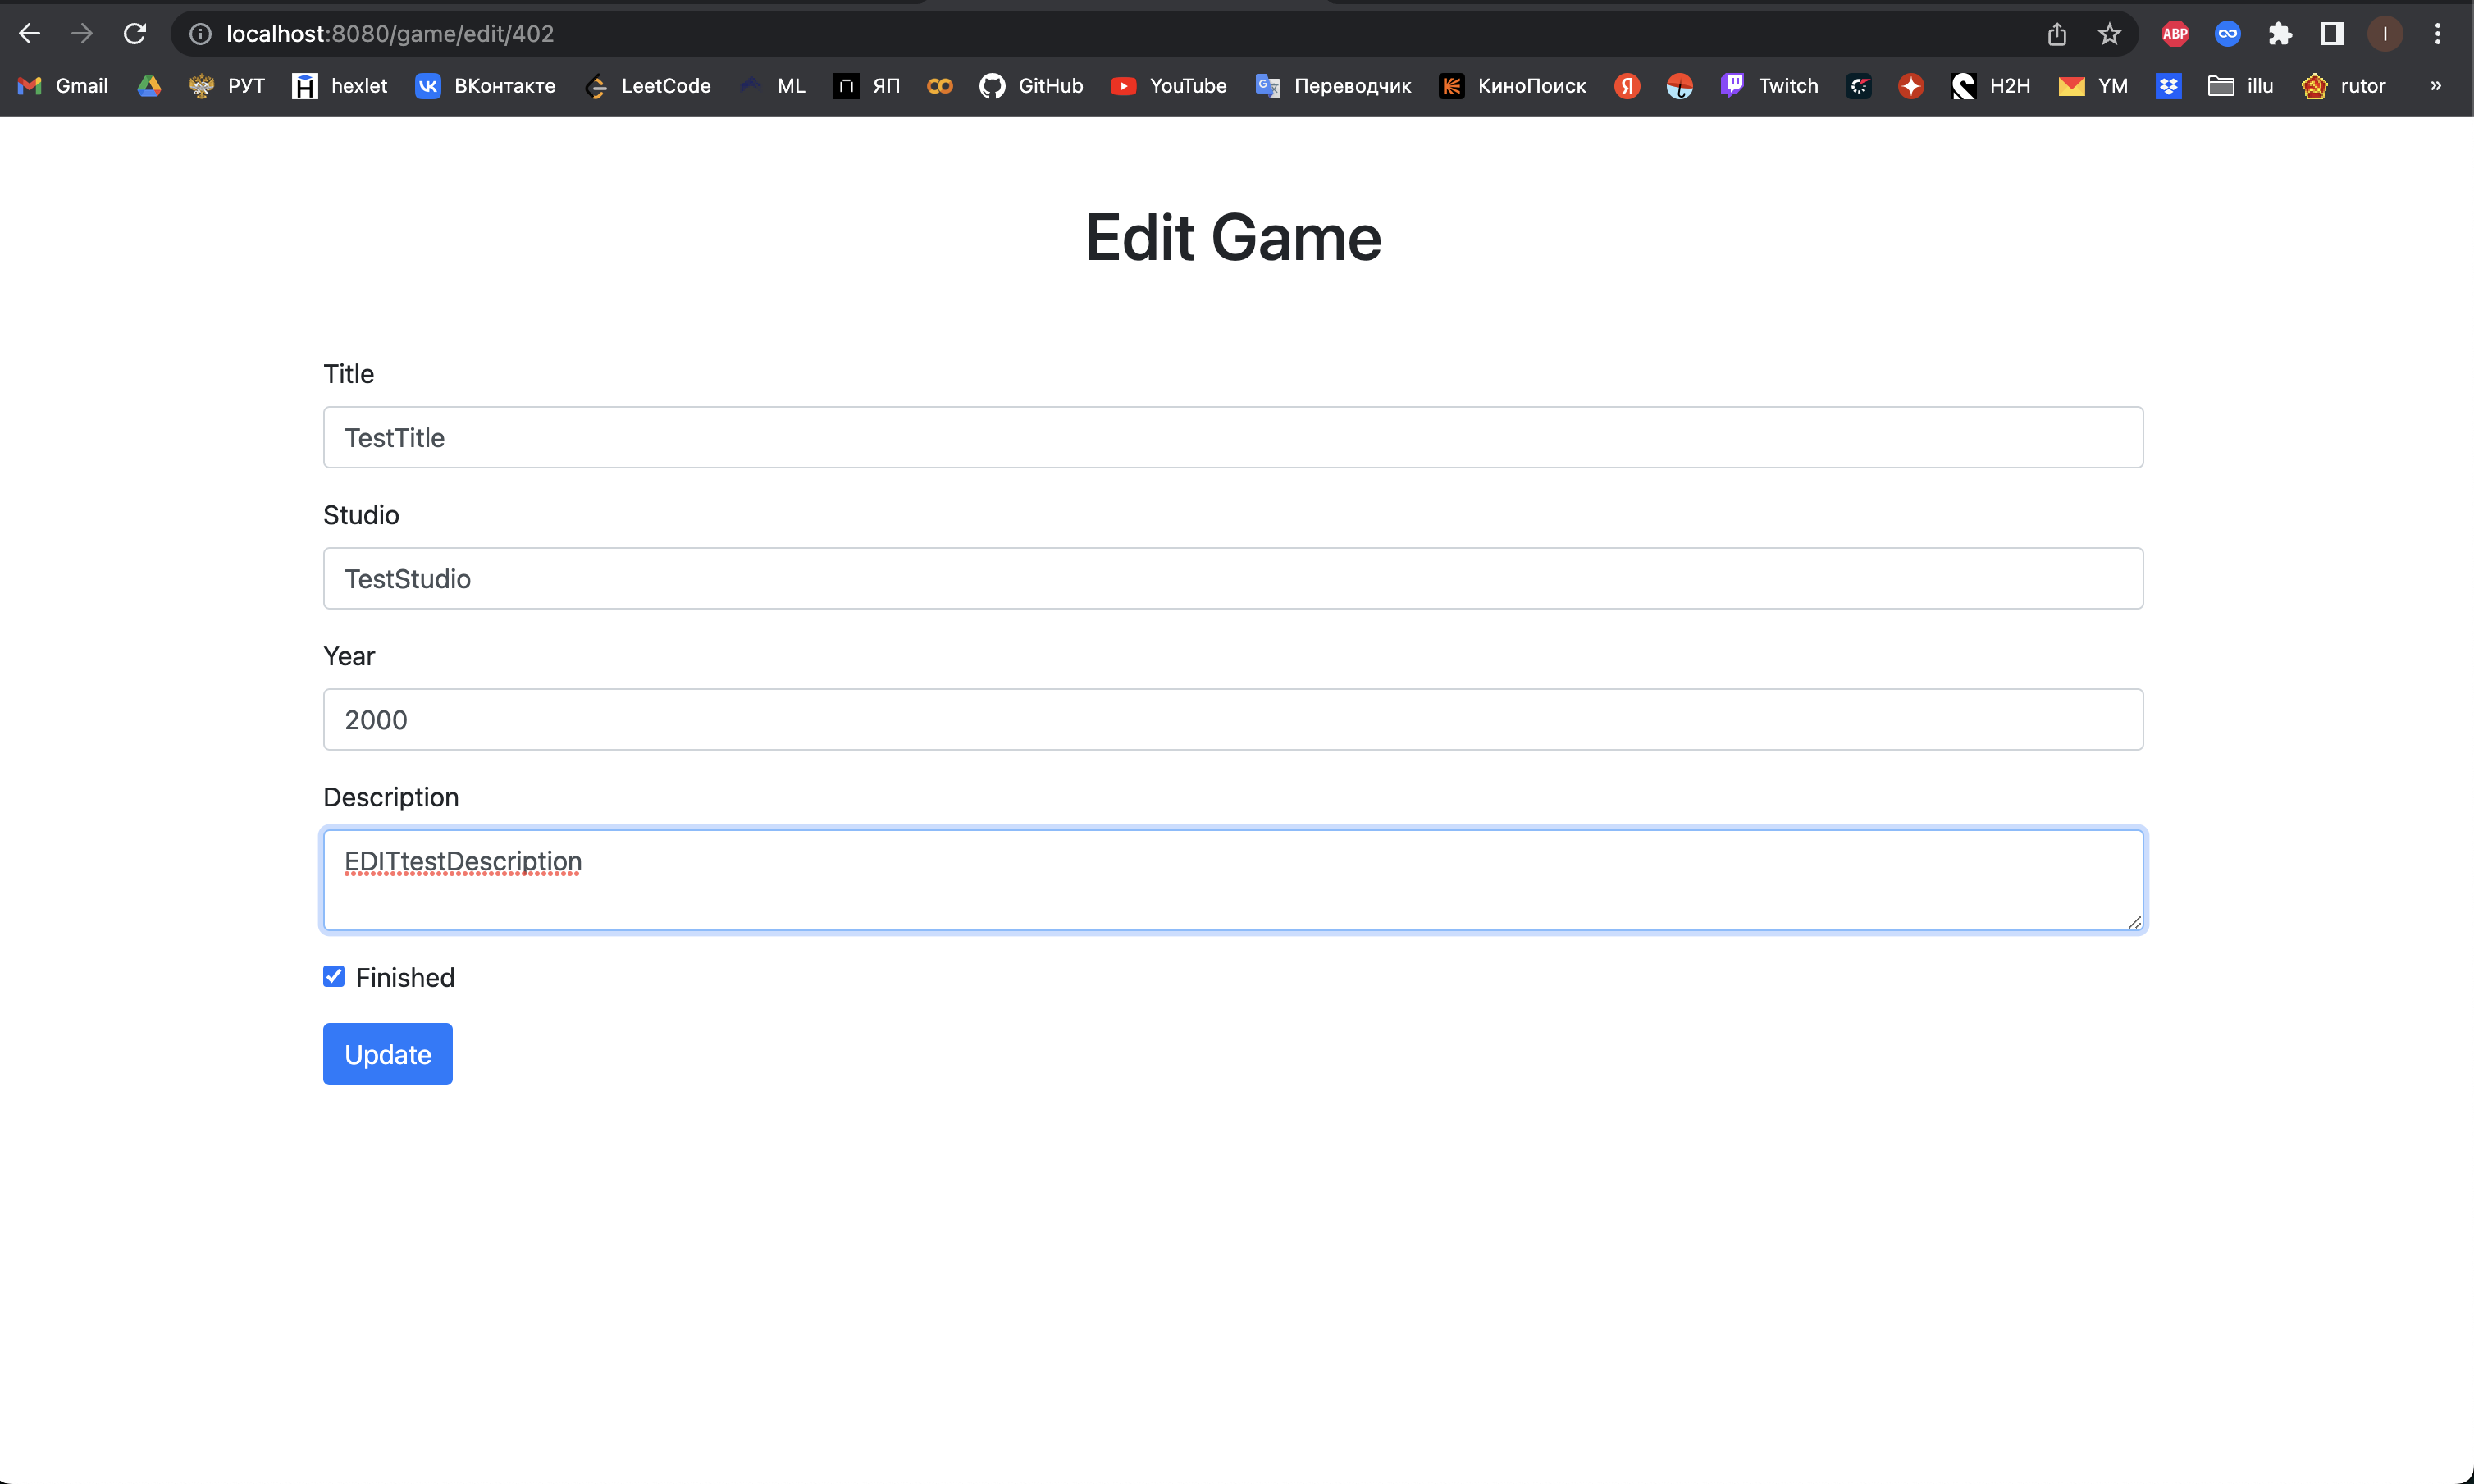 localhost:8080/game/edit/402
ABP
I
Gmail РУТ H hexlet VK ВКонтакте LeetCode ML П ЯП GitHub YouTube G Переводчик КиноПоиск Я Twitch H2H YM illu rutor »
Edit Game
Title
TestTitle
Studio
TestStudio
Year
2000
Description
EDITtestDescription
Finished
Update